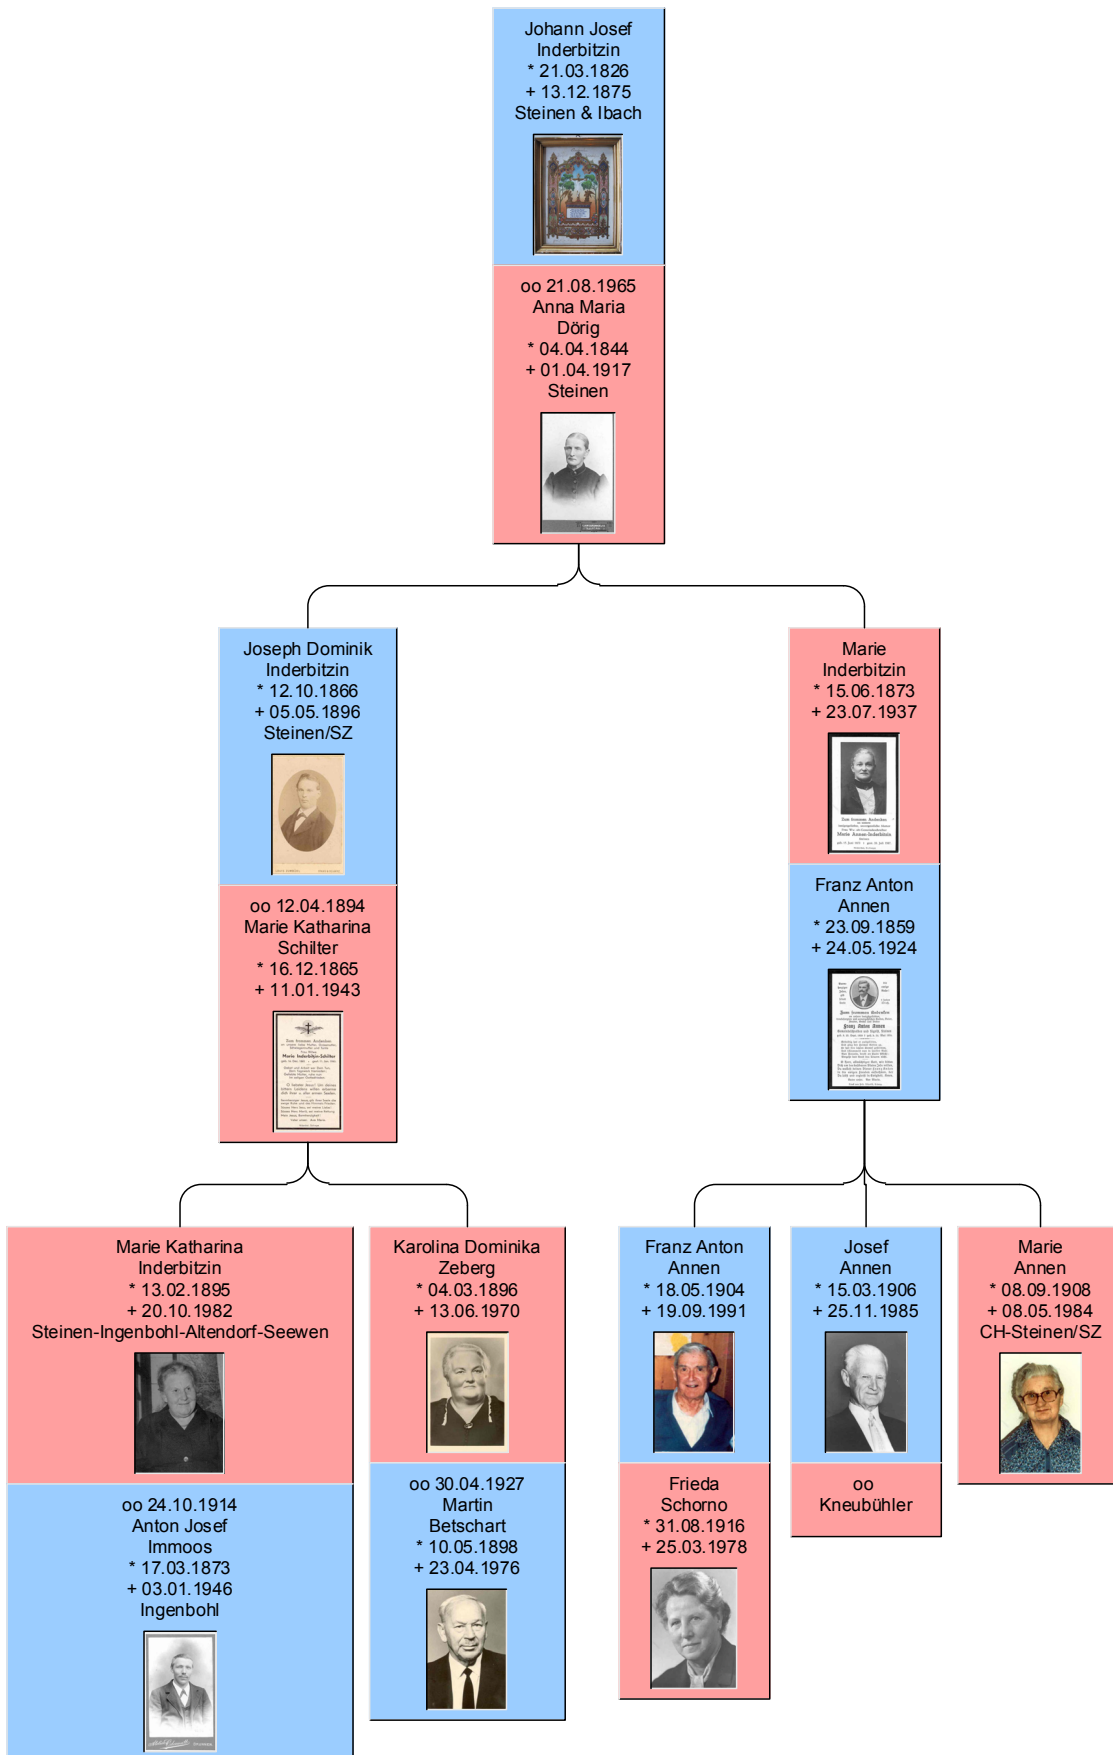 Johann Josef
Inderbitzin
* 21.03.1826
+ 13.12.1875
Steinen & Ibach
oo 21.08.1965
Anna Maria
Dörig
* 04.04.1844
+ 01.04.1917
Steinen
Joseph Dominik
Inderbitzin
* 12.10.1866
+ 05.05.1896
Steinen/SZ
oo 12.04.1894
Marie Katharina
Schilter
* 16.12.1865
+ 11.01.1943
Marie
Inderbitzin
* 15.06.1873
+ 23.07.1937
Franz Anton
Annen
* 23.09.1859
+ 24.05.1924
Marie Katharina
Inderbitzin
* 13.02.1895
+ 20.10.1982
Steinen-Ingenbohl-Altendorf-Seewen
oo 24.10.1914
Anton Josef
Immoos
* 17.03.1873
+ 03.01.1946
Ingenbohl
Karolina Dominika
Zeberg
* 04.03.1896
+ 13.06.1970
oo 30.04.1927
Martin
Betschart
* 10.05.1898
+ 23.04.1976
Franz Anton
Annen
* 18.05.1904
+ 19.09.1991
Frieda
Schorno
* 31.08.1916
+ 25.03.1978
Josef
Annen
* 15.03.1906
+ 25.11.1985
oo
Kneubühler
Marie
Annen
* 08.09.1908
+ 08.05.1984
CH-Steinen/SZ